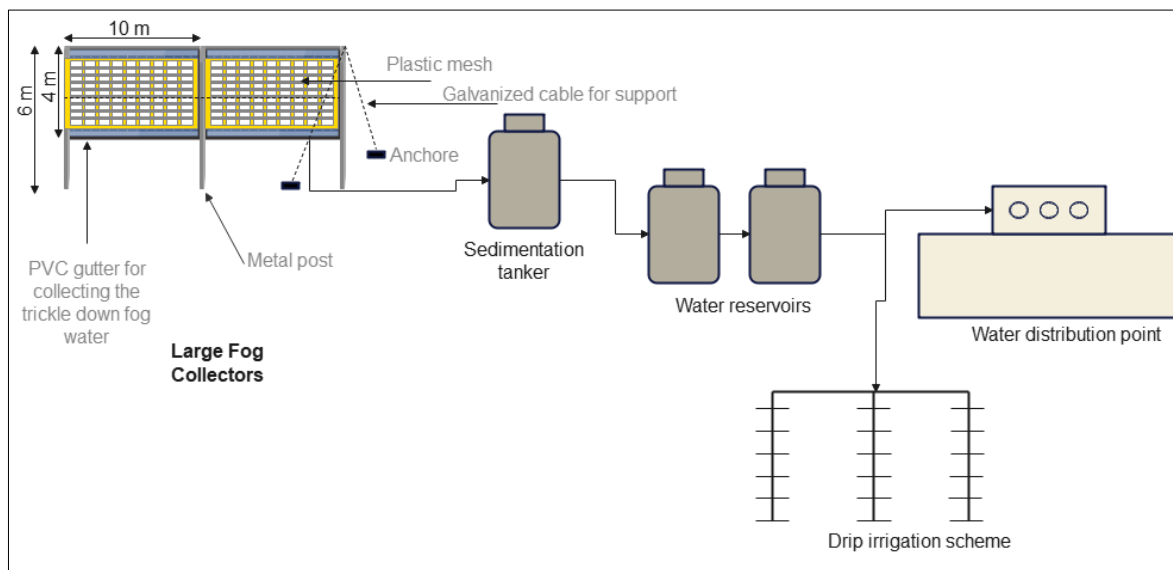 10 m
6 m
4 m
Plastic mesh
Galvanized cable for support
Anchore
Metal post
PVC gutter for
collecting the
trickle down fog
water
Large Fog
Collectors
Sedimentation
tanker
Water reservoirs
Water distribution point
Drip irrigation scheme